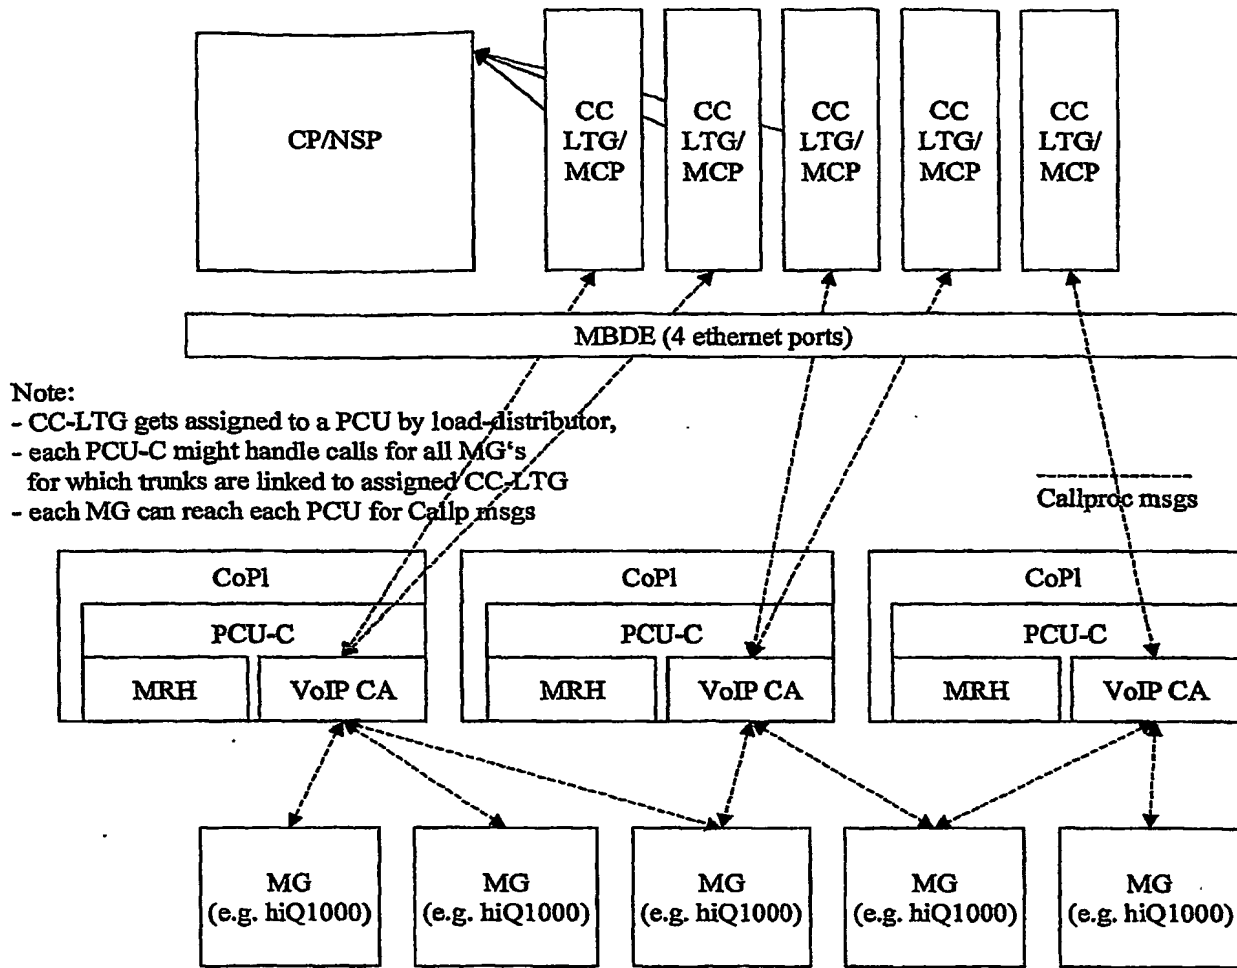 CP/NSP
CC
LTG/
MCP
CC
LTG/
MCP
CC
LTG/
MCP
CC
LTG/
MCP
CC
LTG/
MCP
MBDE (4 ethernet ports)
Note:
- CC-LTG gets assigned to a PCU by load-distributor,
- each PCU-C might handle calls for all MG‘s
for which trunks are linked to assigned CC-LTG
- each MG can reach each PCU for Callp msgs
Callproc msgs
CoPl
PCU-C
MRH
VoIP CA
CoPl
PCU-C
MRH
VoIP CA
CoPl
PCU-C
MRH
VoIP CA
MG
(e.g. hiQ1000)
MG
(e.g. hiQ1000)
MG
(e.g. hiQ1000)
MG
(e.g. hiQ1000)
MG
(e.g. hiQ1000)